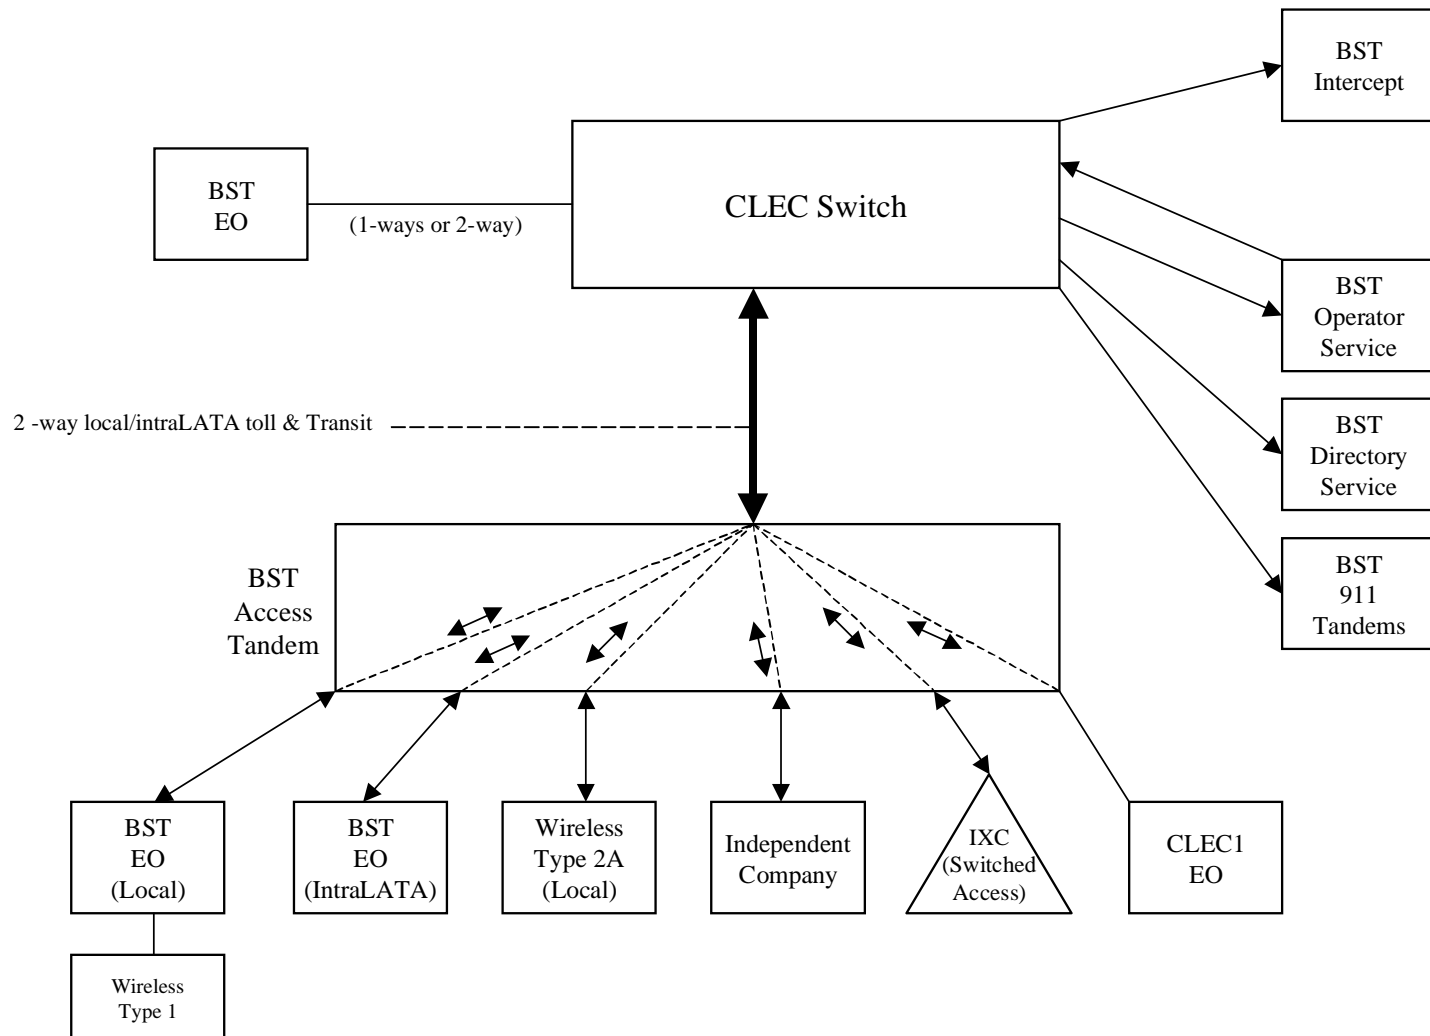 BST
Intercept
BST
EO
(1-ways or 2-way)
CLEC Switch
BST
Operator
Service
2 -way local/intraLATA toll & Transit
BST
Directory
Service
BST
Access
Tandem
BST
911
Tandems
BST
EO
(Local)
BST
EO
(IntraLATA)
Wireless
Type 2A
(Local)
Independent
Company
IXC
(Switched
Access)
CLEC1
EO
Wireless
Type 1